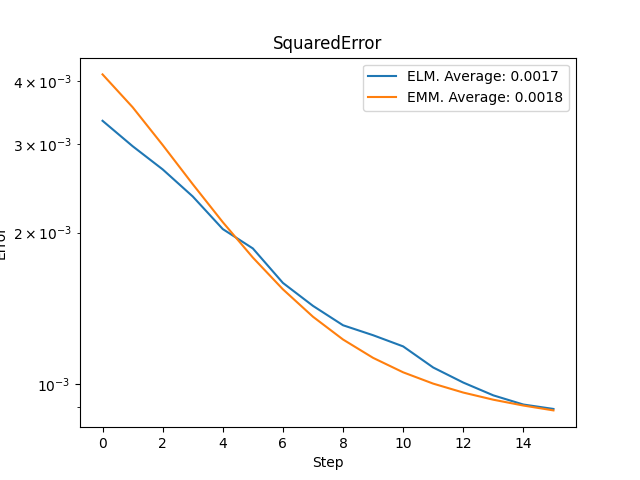 SquaredError
ELM. Average: 0.0017
EMM. Average: 0.0018
4 × 10⁻³
3 × 10⁻³
2 × 10⁻³
10⁻³
Error
0 2 4 6 8 10 12 14
Step